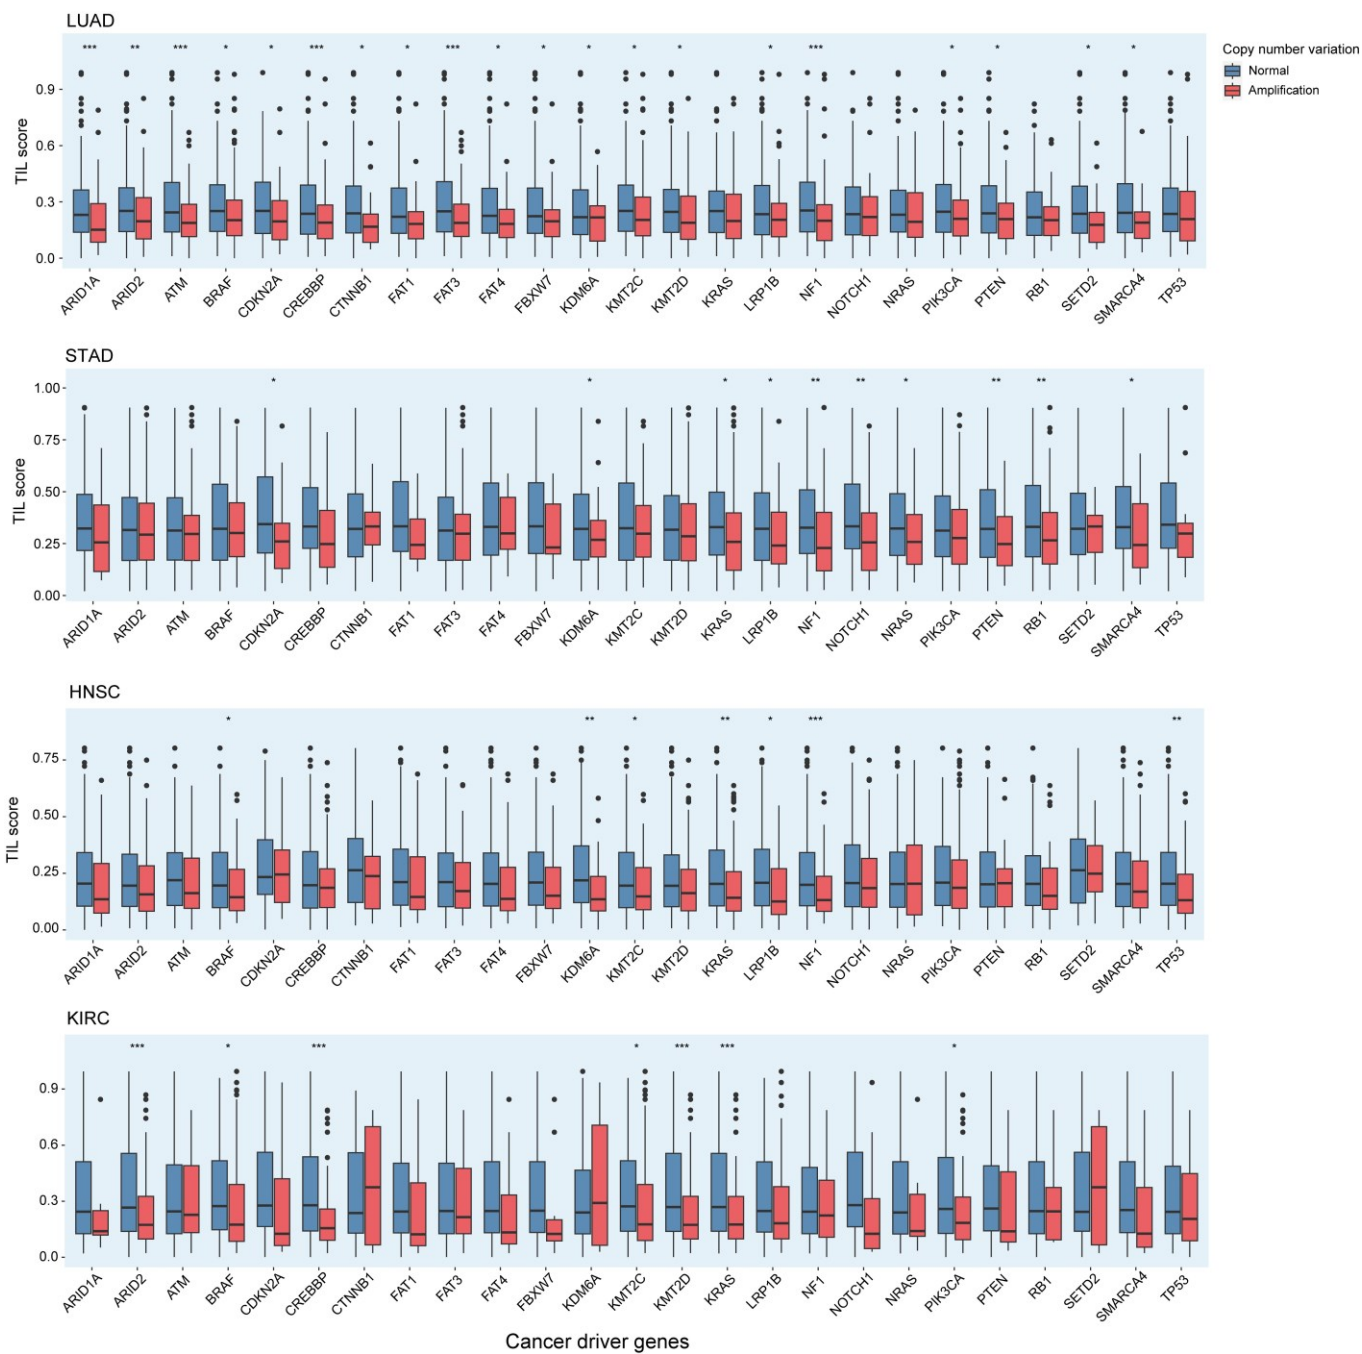 LUAD
Copy number variation
Normal
Amplification
*** ** *** * * *** * * *** * * * * * * *** * * * *
TIL score
0.9
0.6
0.3
0.0
ARID1A ARID2 ATM BRAF CDKN2A CREBBP CTNNB1 FAT1 FAT3 FAT4 FBXW7 KDM6A KMT2C KMT2D KRAS LRP1B NF1 NOTCH1 NRAS PIK3CA PTEN RB1 SETD2 SMARCA4 TP53
STAD
* * * * ** ** * ** ** *
TIL score
1.00
0.75
0.50
0.25
0.00
ARID1A ARID2 ATM BRAF CDKN2A CREBBP CTNNB1 FAT1 FAT3 FAT4 FBXW7 KDM6A KMT2C KMT2D KRAS LRP1B NF1 NOTCH1 NRAS PIK3CA PTEN RB1 SETD2 SMARCA4 TP53
HNSC
* ** * ** * *** **
TIL score
0.75
0.50
0.25
0.00
ARID1A ARID2 ATM BRAF CDKN2A CREBBP CTNNB1 FAT1 FAT3 FAT4 FBXW7 KDM6A KMT2C KMT2D KRAS LRP1B NF1 NOTCH1 NRAS PIK3CA PTEN RB1 SETD2 SMARCA4 TP53
KIRC
*** * *** * *** *** *
TIL score
0.9
0.6
0.3
0.0
ARID1A ARID2 ATM BRAF CDKN2A CREBBP CTNNB1 FAT1 FAT3 FAT4 FBXW7 KDM6A KMT2C KMT2D KRAS LRP1B NF1 NOTCH1 NRAS PIK3CA PTEN RB1 SETD2 SMARCA4 TP53
Cancer driver genes